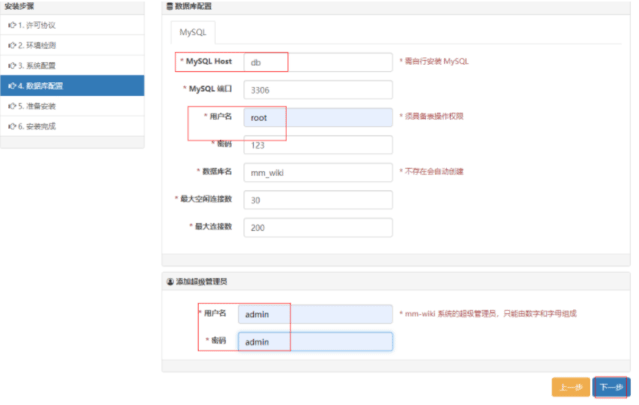 安装步骤
1. 许可协议
2. 环境检测
3. 系统配置
4. 数据库配置
5. 准备安装
6. 安装完成
数据库配置
MySQL
* MySQL Host db * 需自行安装 MySQL
* MySQL 端口 3306
* 用户名 root * 须具备表操作权限
* 密码 123
* 数据库名 mm_wiki * 不存在会自动创建
* 最大空闲连接数 30
* 最大连接数 200
添加超级管理员
* 用户名 admin * mm-wiki 系统的超级管理员，只能由数字和字母组成
* 密码 admin
上一步 下一步